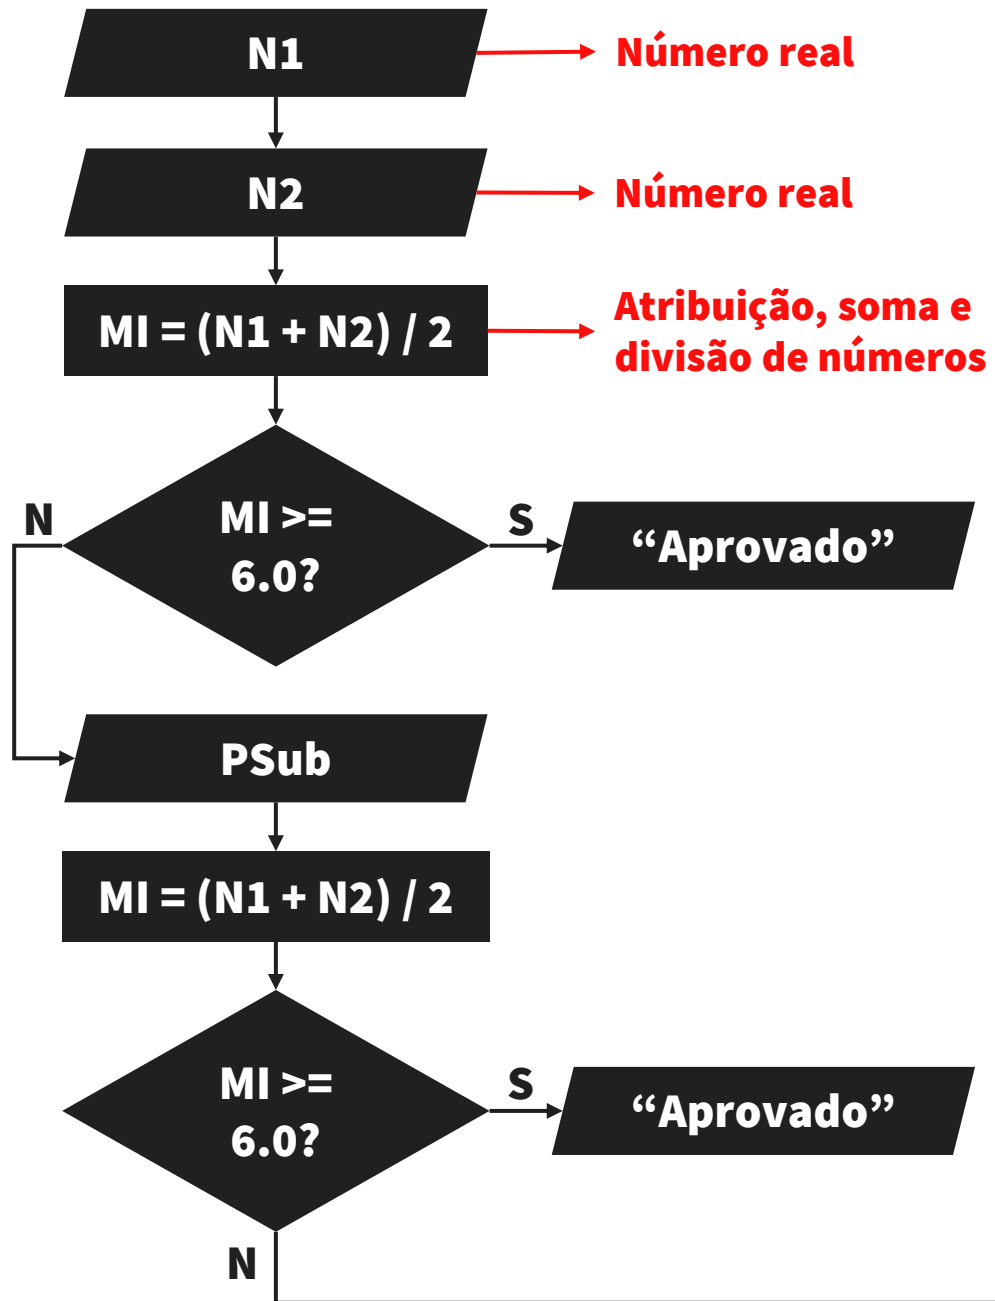 N1
Número real
N2
Número real
MI = (N1 + N2) / 2
Atribuição, soma e
divisão de números
N
MI >=
6.0?
S
“Aprovado”
PSub
MI = (N1 + N2) / 2
MI >=
6.0?
S
“Aprovado”
N